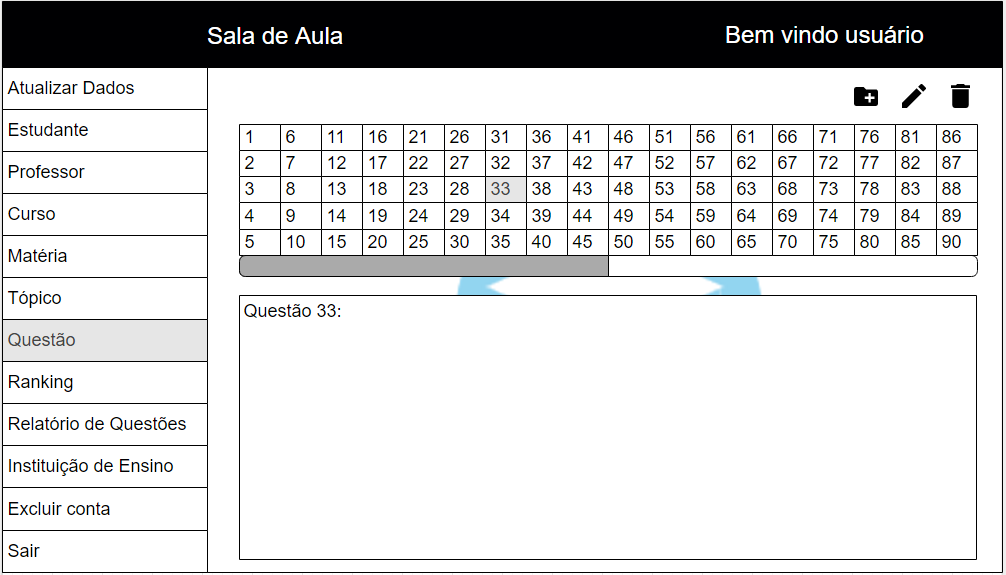 Sala de Aula Bem vindo usuário
Atualizar Dados
Estudante
Professor
Curso
Matéria
Tópico
Questão
Ranking
Relatório de Questões
Instituição de Ensino
Excluir conta
Sair
1 6 11 16 21 26 31 36 41 46 51 56 61 66 71 76 81 86
2 7 12 17 22 27 32 37 42 47 52 57 62 67 72 77 82 87
3 8 13 18 23 28 33 38 43 48 53 58 63 68 73 78 83 88
4 9 14 19 24 29 34 39 44 49 54 59 64 69 74 79 84 89
5 10 15 20 25 30 35 40 45 50 55 60 65 70 75 80 85 90
Questão 33: